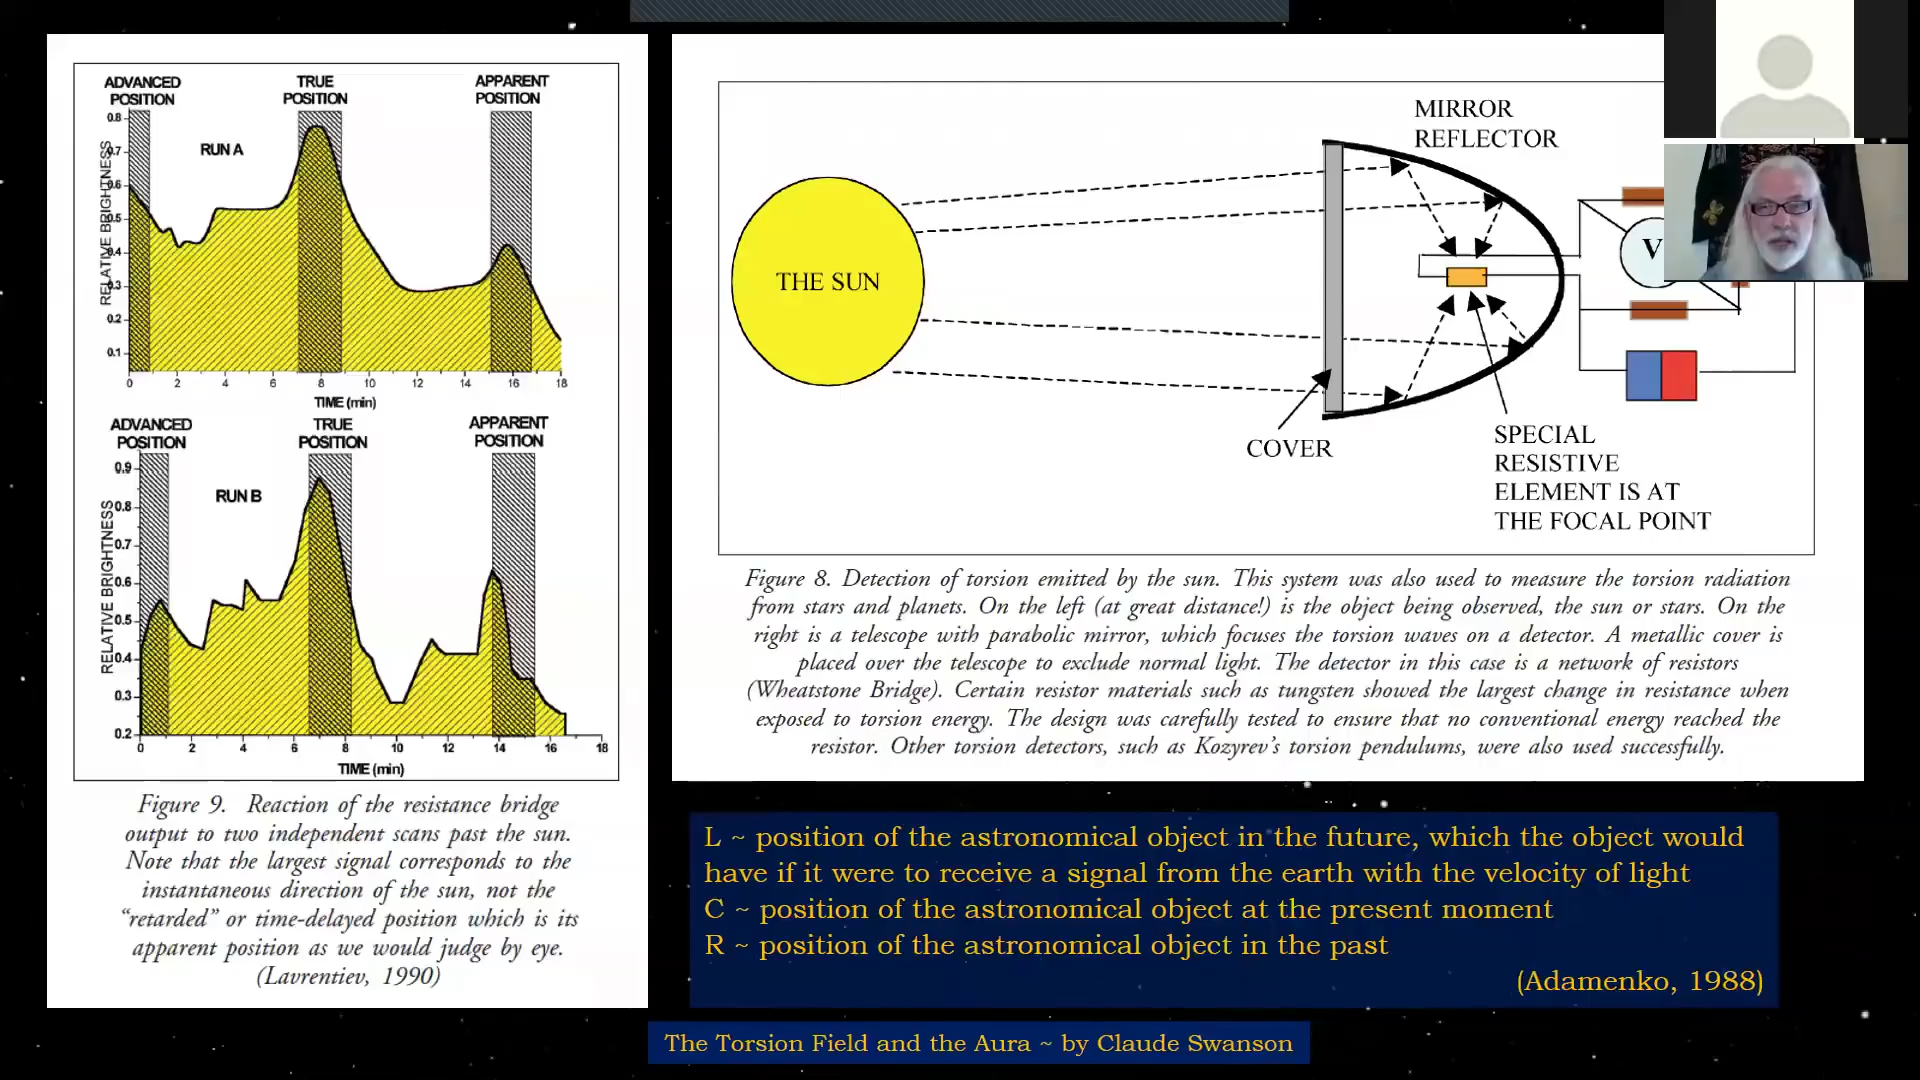 ADVANCED POSITION
TRUE POSITION
APPARENT POSITION
RUN A
RELATIVE BRIGHTNESS
0.8
0.7
0.6
0.5
0.4
0.3
0.2
0.1
0 2 4 6 8 10 12 14 16 18
TIME (min)
ADVANCED POSITION
TRUE POSITION
APPARENT POSITION
RUN B
RELATIVE BRIGHTNESS
0.9
0.8
0.7
0.6
0.5
0.4
0.3
0.2
0 2 4 6 8 10 12 14 16 18
TIME (min)
Figure 9. Reaction of the resistance bridge
output to two independent scans past the sun.
Note that the largest signal corresponds to the
instantaneous direction of the sun, not the
“retarded” or time-delayed position which is its
apparent position as we would judge by eye.
(Lavrentiev, 1990)
THE SUN
MIRROR
REFLECTOR
V
COVER
SPECIAL
RESISTIVE
ELEMENT IS AT
THE FOCAL POINT
Figure 8. Detection of torsion emitted by the sun. This system was also used to measure the torsion radiation
from stars and planets. On the left (at great distance!) is the object being observed, the sun or stars. On the
right is a telescope with parabolic mirror, which focuses the torsion waves on a detector. A metallic cover is
placed over the telescope to exclude normal light. The detector in this case is a network of resistors
(Wheatstone Bridge). Certain resistor materials such as tungsten showed the largest change in resistance when
exposed to torsion energy. The design was carefully tested to ensure that no conventional energy reached the
resistor. Other torsion detectors, such as Kozyrev’s torsion pendulums, were also used successfully.
L ~ position of the astronomical object in the future, which the object would
have if it were to receive a signal from the earth with the velocity of light
C ~ position of the astronomical object at the present moment
R ~ position of the astronomical object in the past
(Adamenko, 1988)
The Torsion Field and the Aura ~ by Claude Swanson